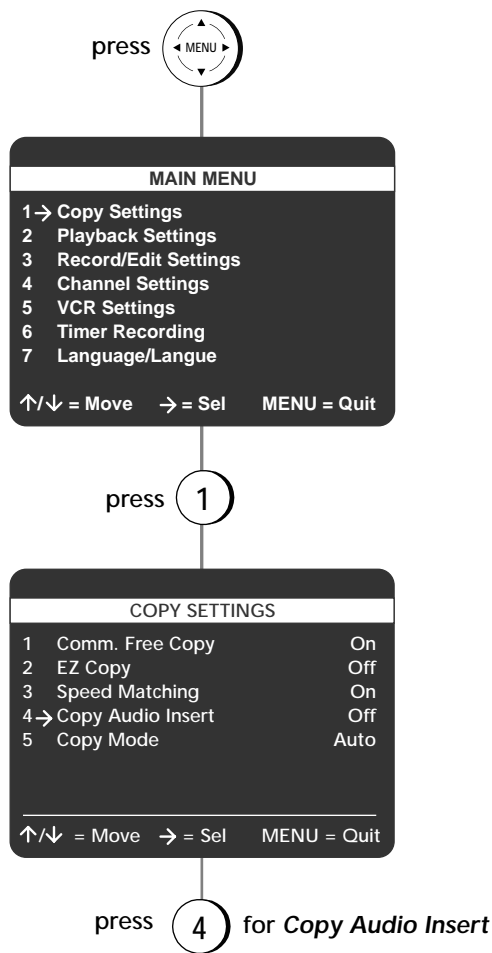 press ◄ MENU ►
MAIN MENU
1→ Copy Settings
2 Playback Settings
3 Record/Edit Settings
4 Channel Settings
5 VCR Settings
6 Timer Recording
7 Language/Langue
↑/↓ = Move → = Sel MENU = Quit
press 1
COPY SETTINGS
1 Comm. Free Copy On
2 EZ Copy Off
3 Speed Matching On
4→ Copy Audio Insert Off
5 Copy Mode Auto
↑/↓ = Move → = Sel MENU = Quit
press 4 for Copy Audio Insert